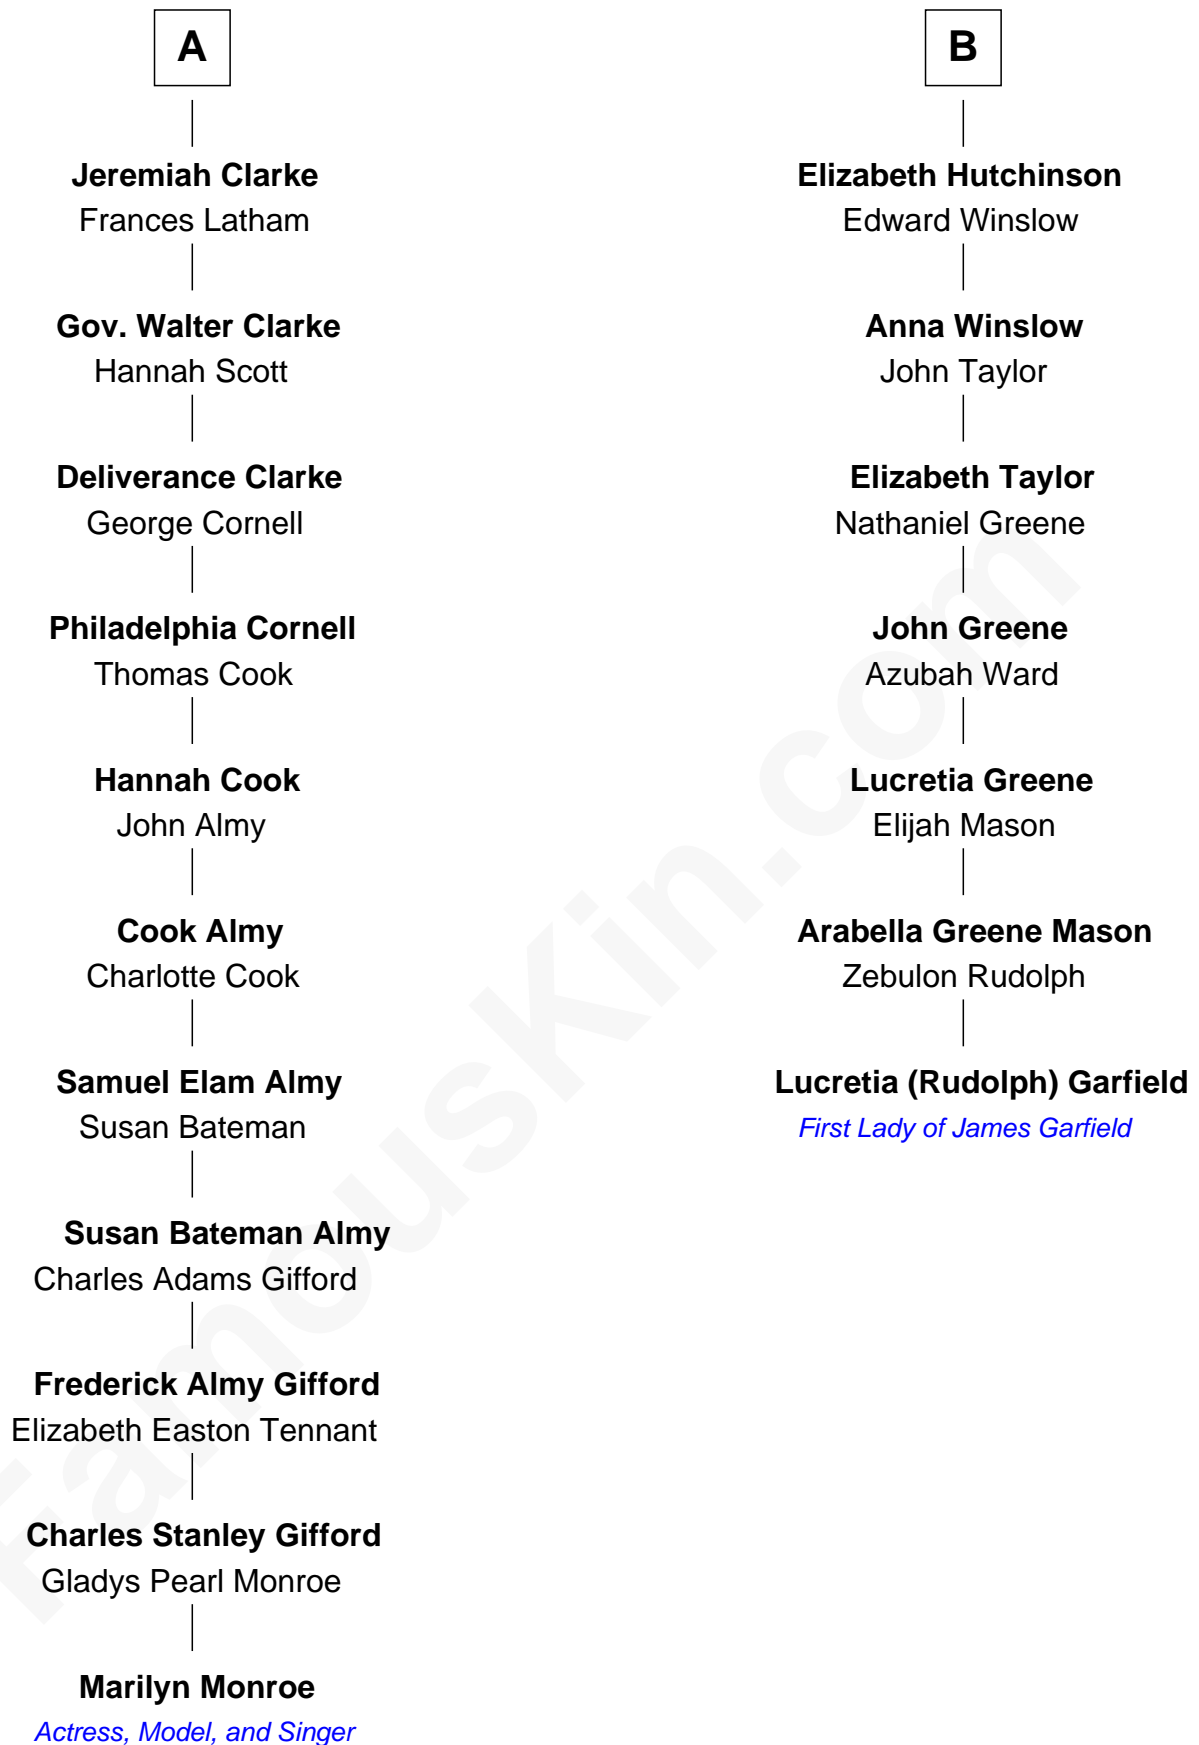 A
Jeremiah Clarke
Frances Latham
Gov. Walter Clarke
Hannah Scott
Deliverance Clarke
George Cornell
Philadelphia Cornell
Thomas Cook
Hannah Cook
John Almy
Cook Almy
Charlotte Cook
Samuel Elam Almy
Susan Bateman
Susan Bateman Almy
Charles Adams Gifford
Frederick Almy Gifford
Elizabeth Easton Tennant
Charles Stanley Gifford
Gladys Pearl Monroe
Marilyn Monroe
Actress, Model, and Singer
B
Elizabeth Hutchinson
Edward Winslow
Anna Winslow
John Taylor
Elizabeth Taylor
Nathaniel Greene
John Greene
Azubah Ward
Lucretia Greene
Elijah Mason
Arabella Greene Mason
Zebulon Rudolph
Lucretia (Rudolph) Garfield
First Lady of James Garfield
FamousKin.com